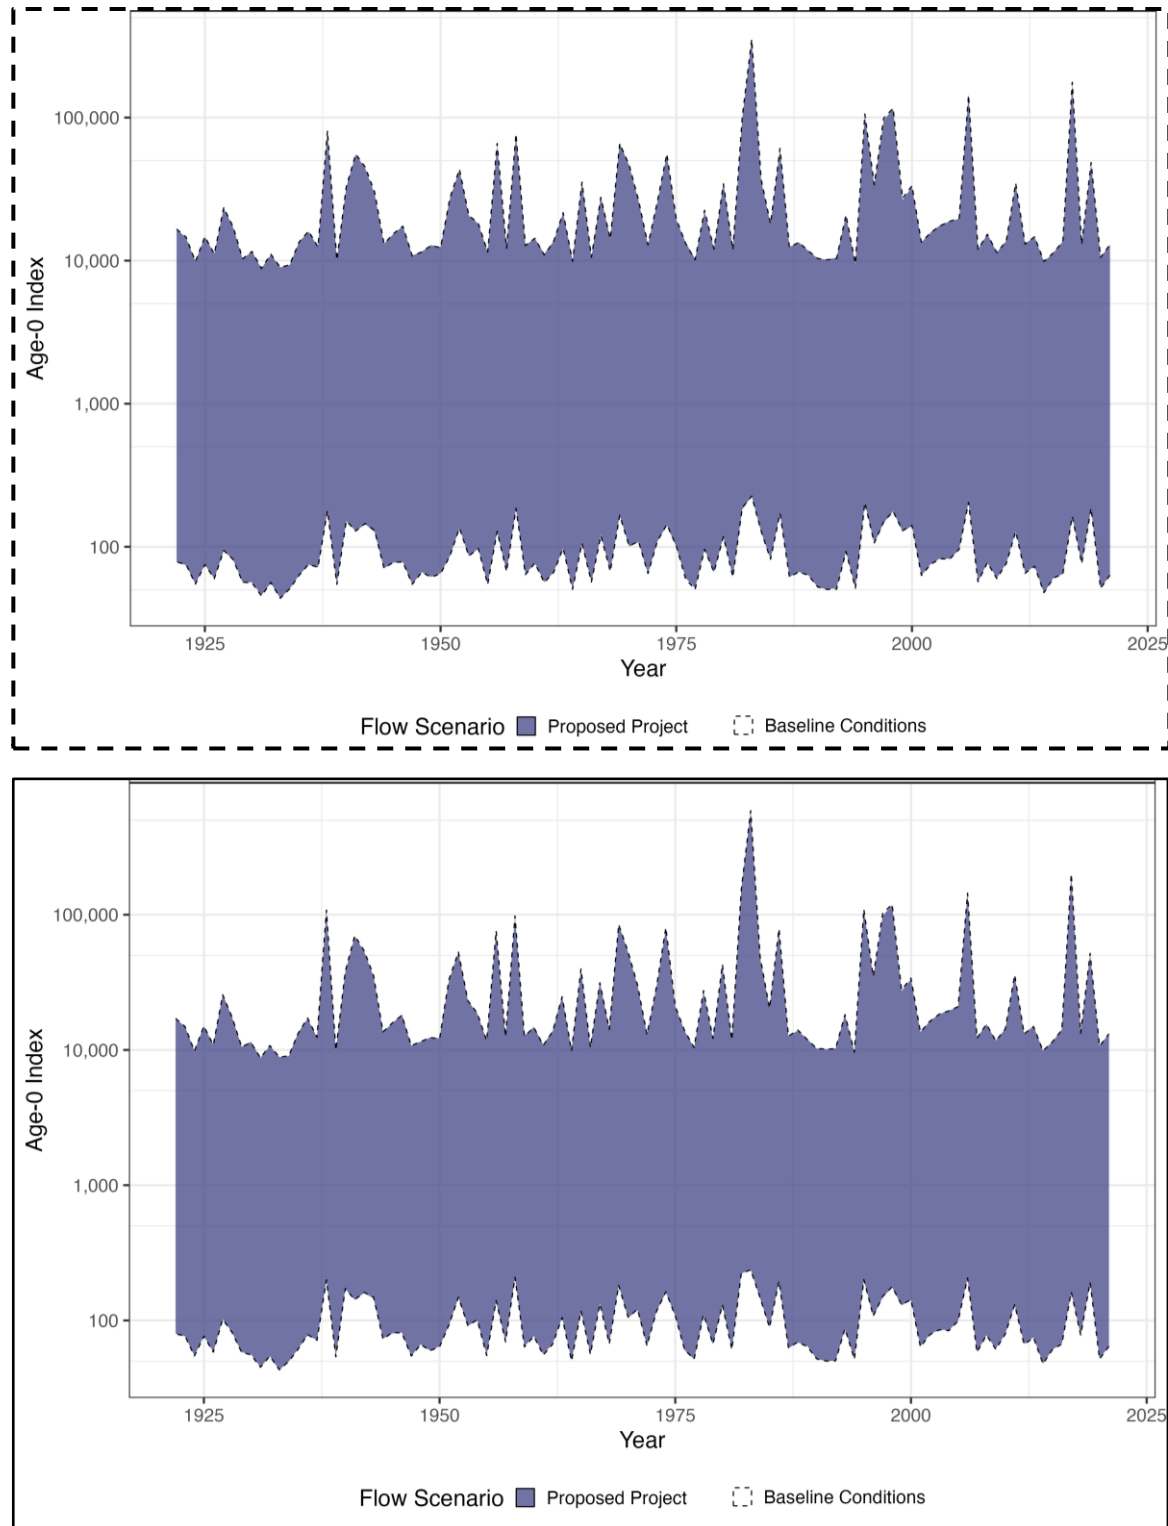 100,000
10,000
1,000
100
Age-0 Index
1925 1950 1975 2000 2025
Year
Flow Scenario Proposed Project Baseline Conditions
100,000
10,000
1,000
100
Age-0 Index
1925 1950 1975 2000 2025
Year
Flow Scenario Proposed Project Baseline Conditions